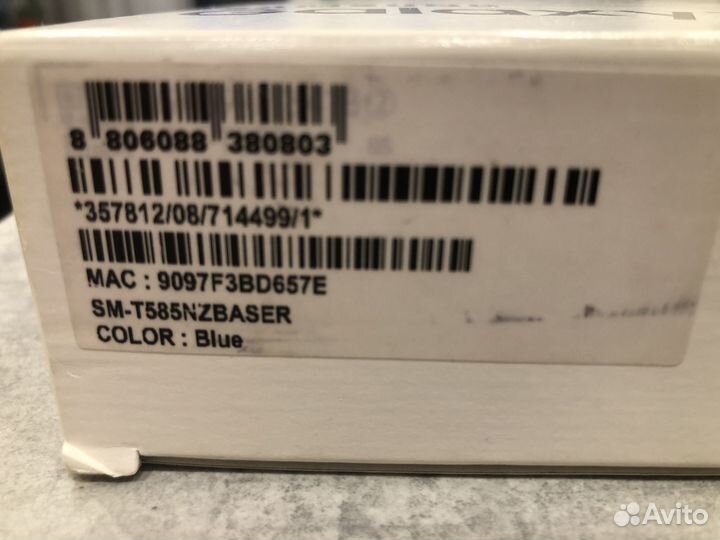 8 806088 380803
*357812/08/714499/1*
MAC : 9097F3BD657E
SM-T585NZBASER
COLOR : Blue
Avito